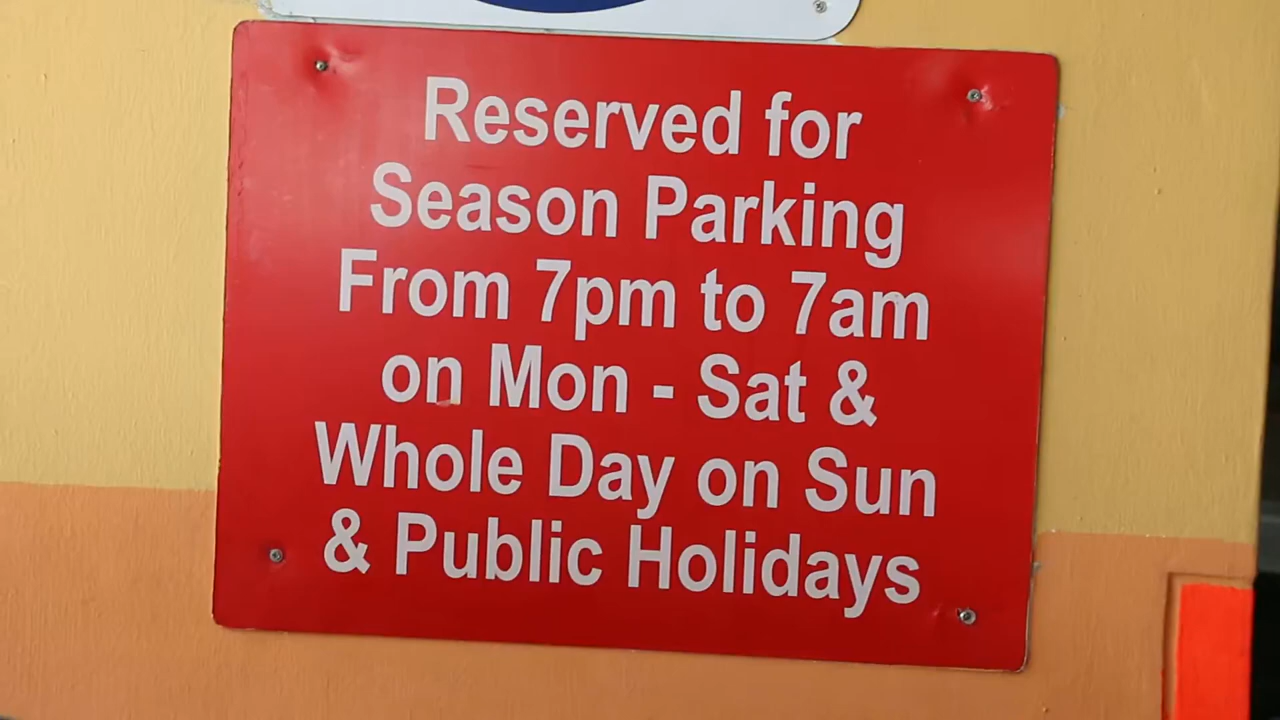 Reserved for
Season Parking
From 7pm to 7am
on Mon - Sat &
Whole Day on Sun
& Public Holidays